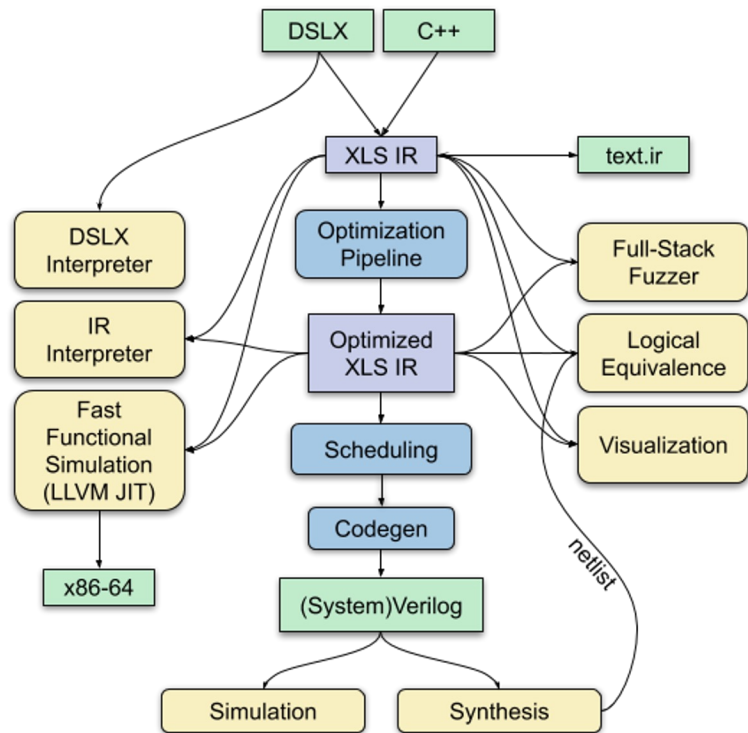 DSLX
C++
XLS IR
text.ir
DSLX
Interpreter
Optimization
Pipeline
Full-Stack
Fuzzer
IR
Interpreter
Optimized
XLS IR
Logical
Equivalence
Fast
Functional
Simulation
(LLVM JIT)
Scheduling
Visualization
Codegen
netlist
x86-64
(System)Verilog
Simulation
Synthesis